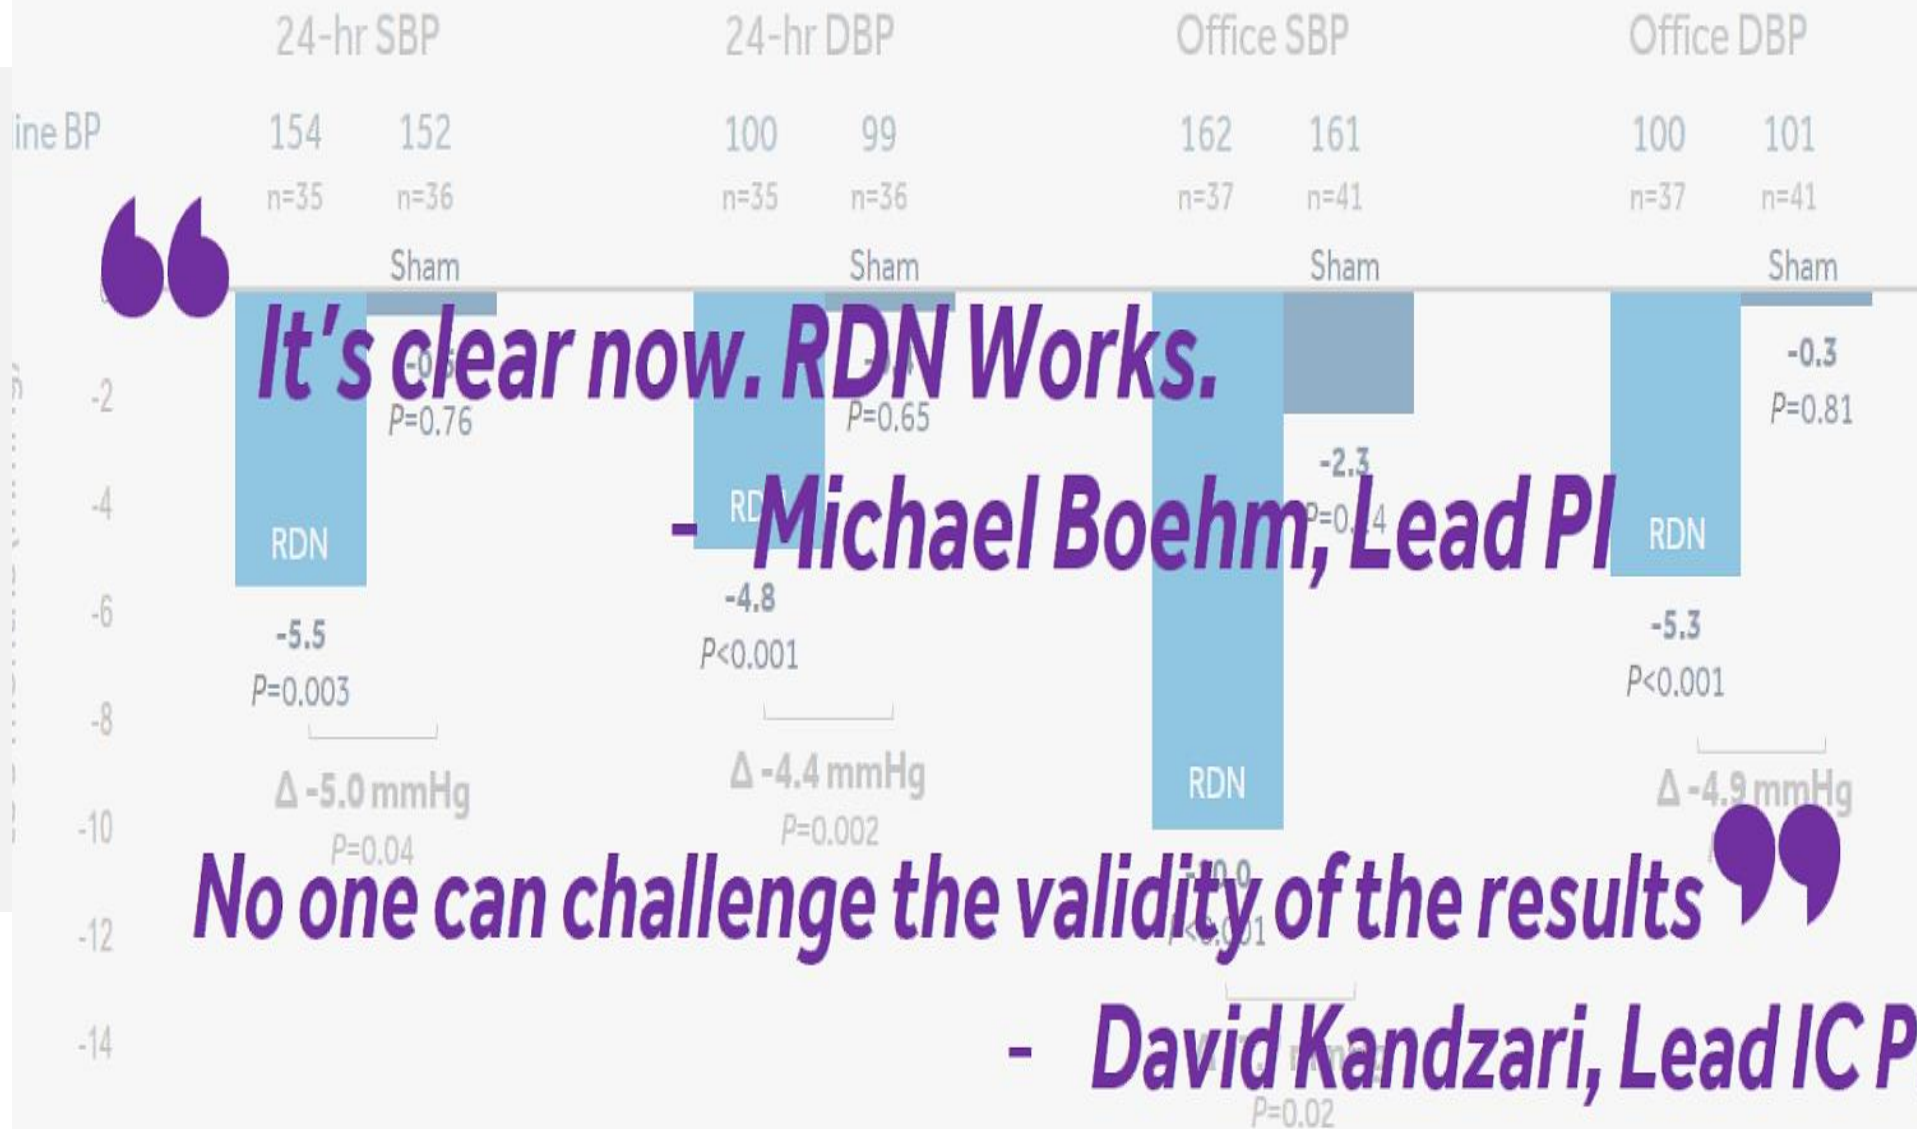 24-hr SBP 24-hr DBP Office SBP Office DBP
ine BP 154 152 100 99 162 161 100 101
n=35 n=36 n=35 n=36 n=37 n=41 n=37 n=41
Sham Sham Sham Sham
“
It’s clear now. RDN Works.
-0.3
-2 P=0.76 P=0.65 P=0.81
-2.3
- Michael Boehm, Lead PI
-4 RDN RDN RDN
-6 -4.8
-5.5 -5.3
P<0.001
P=0.003 P<0.001
-8
RDN
Δ -5.0 mmHg Δ -4.4 mmHg Δ -4.9 mmHg
-10 P=0.04 P=0.002
No one can challenge the validity of the results ”
-12
-14 - David Kandzari, Lead IC P
P=0.02